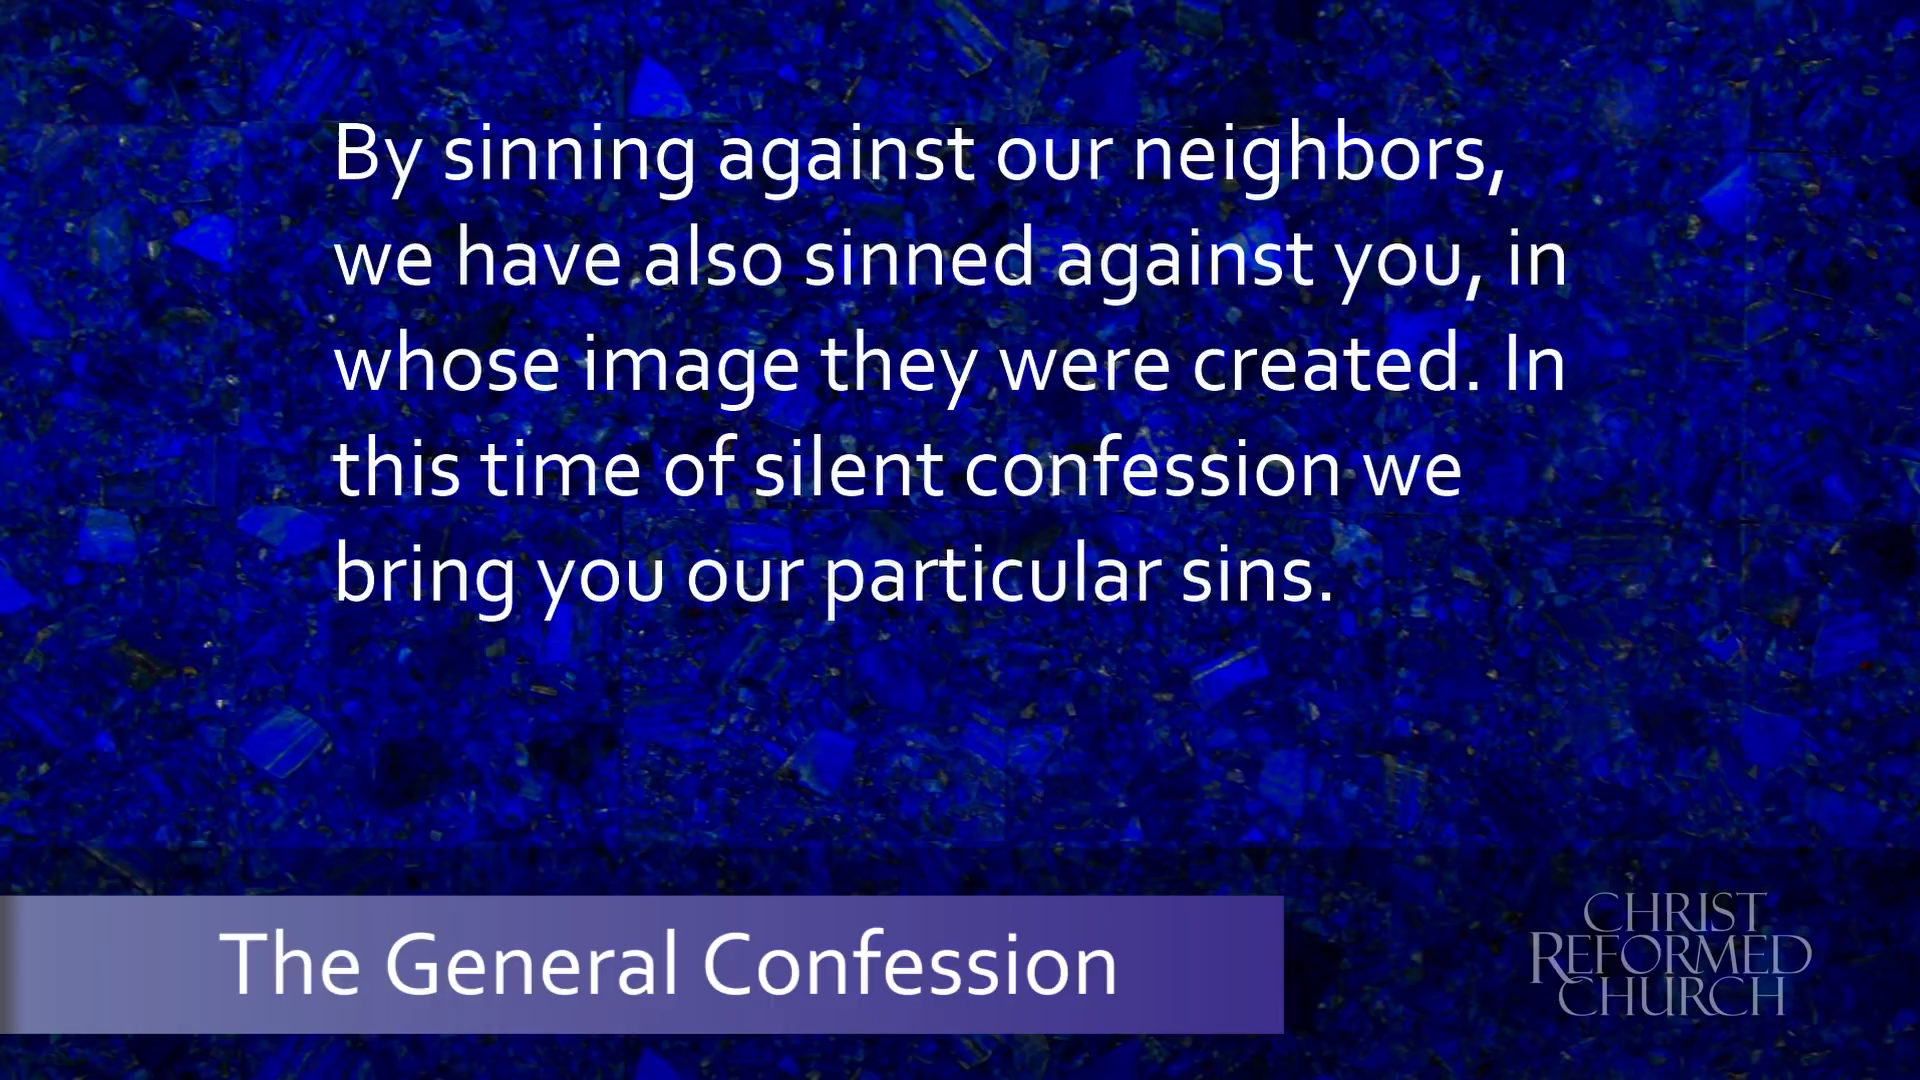 By sinning against our neighbors,
we have also sinned against you, in
whose image they were created. In
this time of silent confession we
bring you our particular sins.
The General Confession
CHRIST
REFORMED
CHURCH